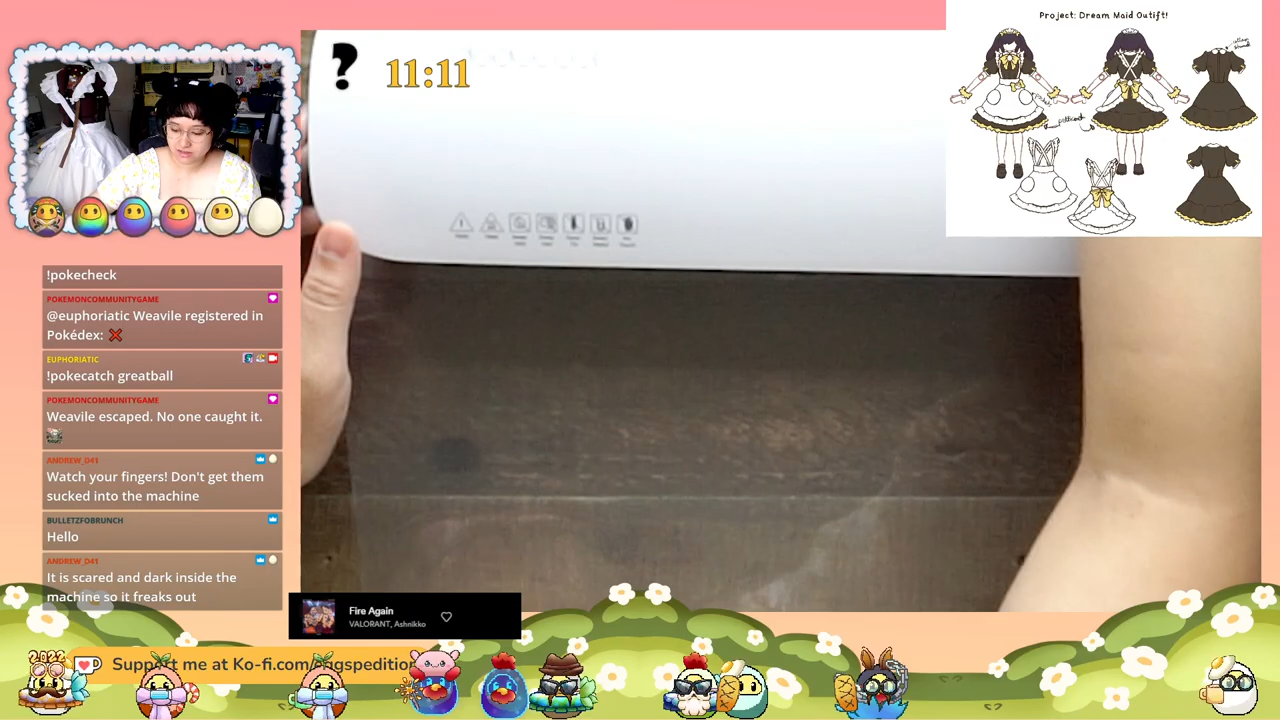 Project: Dream Maid Outift!
?
11:11
!pokecheck
POKEMONCOMMUNITYGAME
@euphoriatic Weavile registered in
Pokédex: ❌
EUPHORIATIC
!pokecatch greatball
POKEMONCOMMUNITYGAME
Weavile escaped. No one caught it.
ANDREW_D41
Watch your fingers! Don't get them
sucked into the machine
BULLETZFOBRUNCH
Hello
ANDREW_D41
It is scared and dark inside the
machine so it freaks out
Fire Again
VALORANT, Ashnikko
2022
Support me at Ko-fi.com/